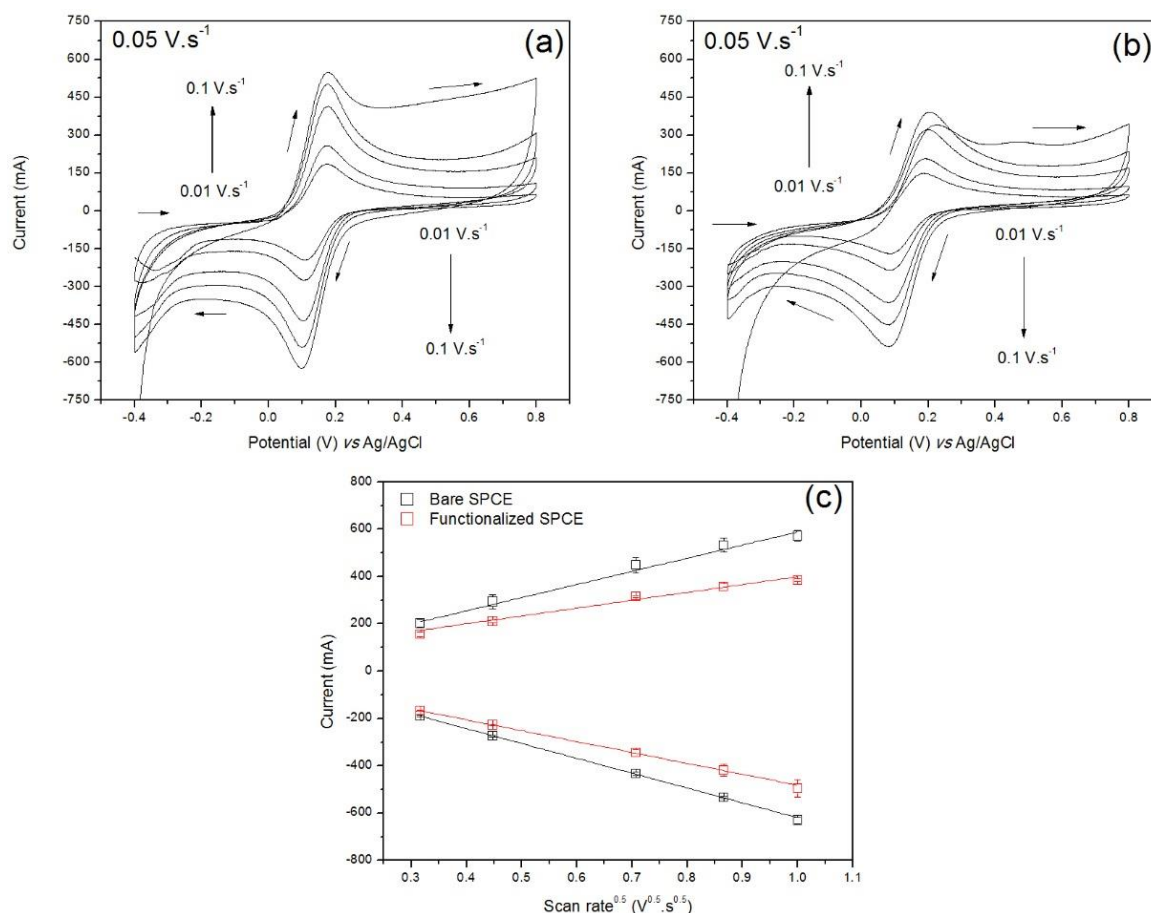 0.05 V.s⁻¹
(a)
0.1 V.s⁻¹
0.01 V.s⁻¹
0.01 V.s⁻¹
0.1 V.s⁻¹
750
600
450
300
150
0
-150
-300
-450
-600
-750
Current (mA)
-0.4 -0.2 0.0 0.2 0.4 0.6 0.8
Potential (V) vs Ag/AgCl
0.05 V.s⁻¹
(b)
0.1 V.s⁻¹
0.01 V.s⁻¹
0.01 V.s⁻¹
0.1 V.s⁻¹
750
600
450
300
150
0
-150
-300
-450
-600
-750
Current (mA)
-0.4 -0.2 0.0 0.2 0.4 0.6 0.8
Potential (V) vs Ag/AgCl
(c)
Bare SPCE
Functionalized SPCE
800
600
400
200
0
-200
-400
-600
-800
Current (mA)
0.3 0.4 0.5 0.6 0.7 0.8 0.9 1.0 1.1
Scan rate⁰·⁵ (V⁰·⁵.s⁰·⁵)